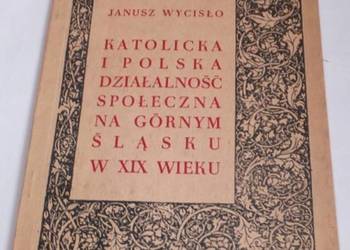 JANUSZ WYCISŁO
KATOLICKA
I POLSKA
DZIAŁALNOŚĆ
SPOŁECZNA
NA GÓRNYM
ŚLĄSKU
W XIX WIEKU